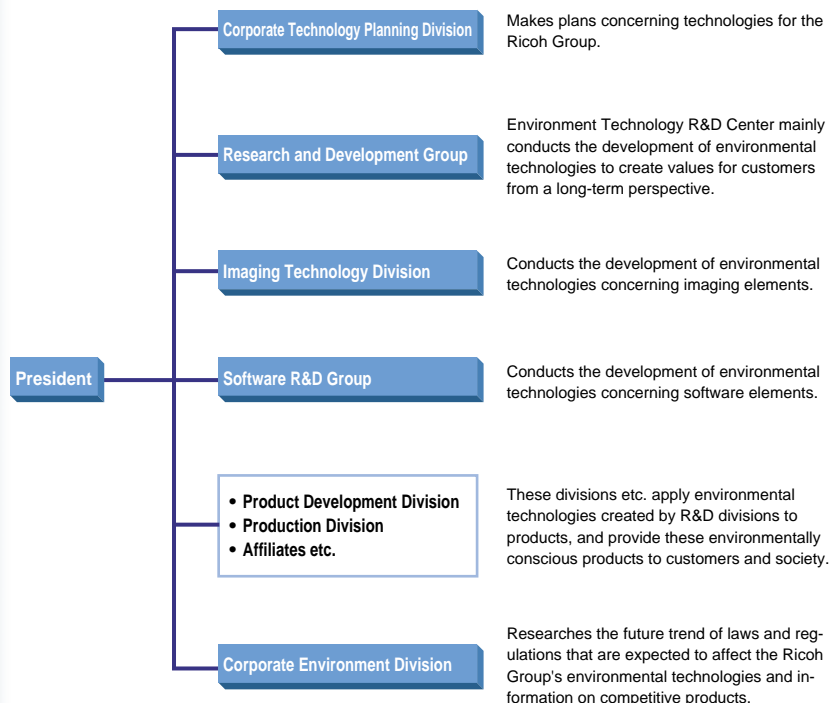 Corporate Technology Planning Division
Makes plans concerning technologies for the
Ricoh Group.
Research and Development Group
Environment Technology R&D Center mainly
conducts the development of environmental
technologies to create values for customers
from a long-term perspective.
Imaging Technology Division
Conducts the development of environmental
technologies concerning imaging elements.
President
Software R&D Group
Conducts the development of environmental
technologies concerning software elements.
• Product Development Division
• Production Division
• Affiliates etc.
These divisions etc. apply environmental
technologies created by R&D divisions to
products, and provide these environmentally
conscious products to customers and society.
Corporate Environment Division
Researches the future trend of laws and reg-
ulations that are expected to affect the Ricoh
Group's environmental technologies and in-
formation on competitive products.